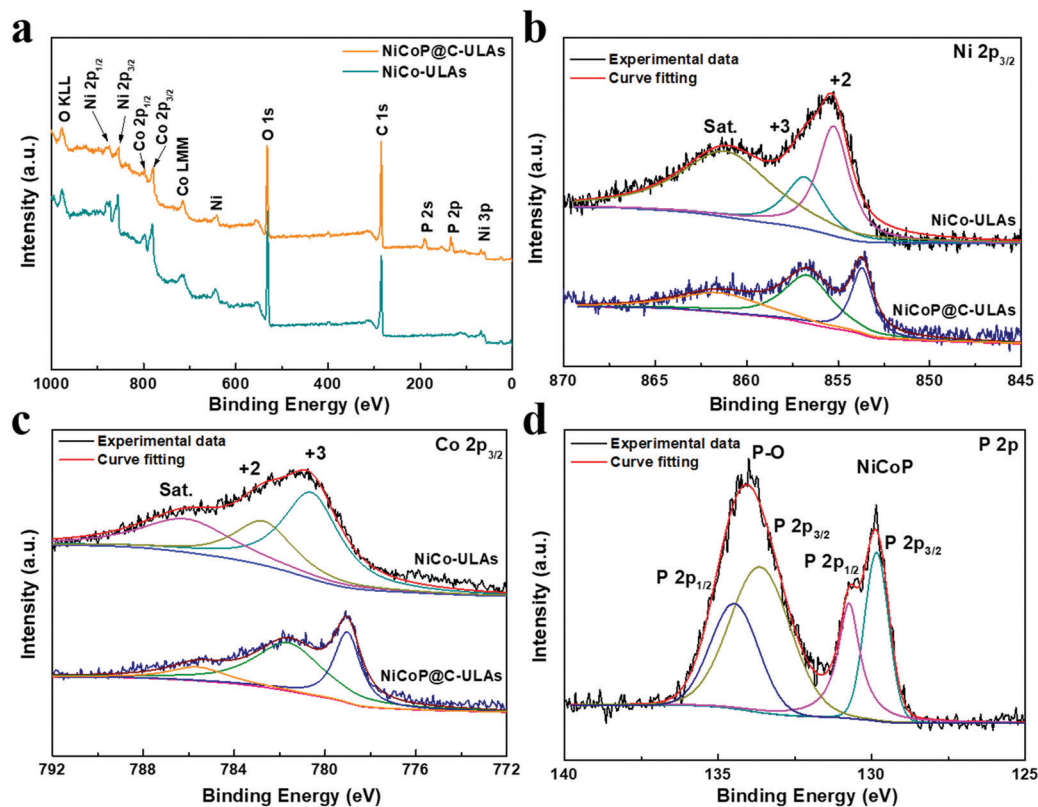 a
NiCoP@C-ULAs
NiCo-ULAs
O KLL
Ni 2p1/2
Ni 2p3/2
Co 2p1/2
Co 2p3/2
Co LMM
Ni
O 1s
C 1s
P 2s
P 2p
Ni 3p
Intensity (a.u.)
1000 800 600 400 200 0
Binding Energy (eV)
b
Experimental data
Curve fitting
Ni 2p3/2
+2
+3
Sat.
NiCo-ULAs
NiCoP@C-ULAs
Intensity (a.u.)
870 865 860 855 850 845
Binding Energy (eV)
c
Experimental data
Curve fitting
Co 2p3/2
+3
+2
Sat.
NiCo-ULAs
NiCoP@C-ULAs
Intensity (a.u.)
792 788 784 780 776 772
Binding Energy (eV)
d
Experimental data
Curve fitting
P 2p
P-O
NiCoP
P 2p3/2
P 2p1/2
P 2p3/2
P 2p1/2
Intensity (a.u.)
140 135 130 125
Binding Energy (eV)